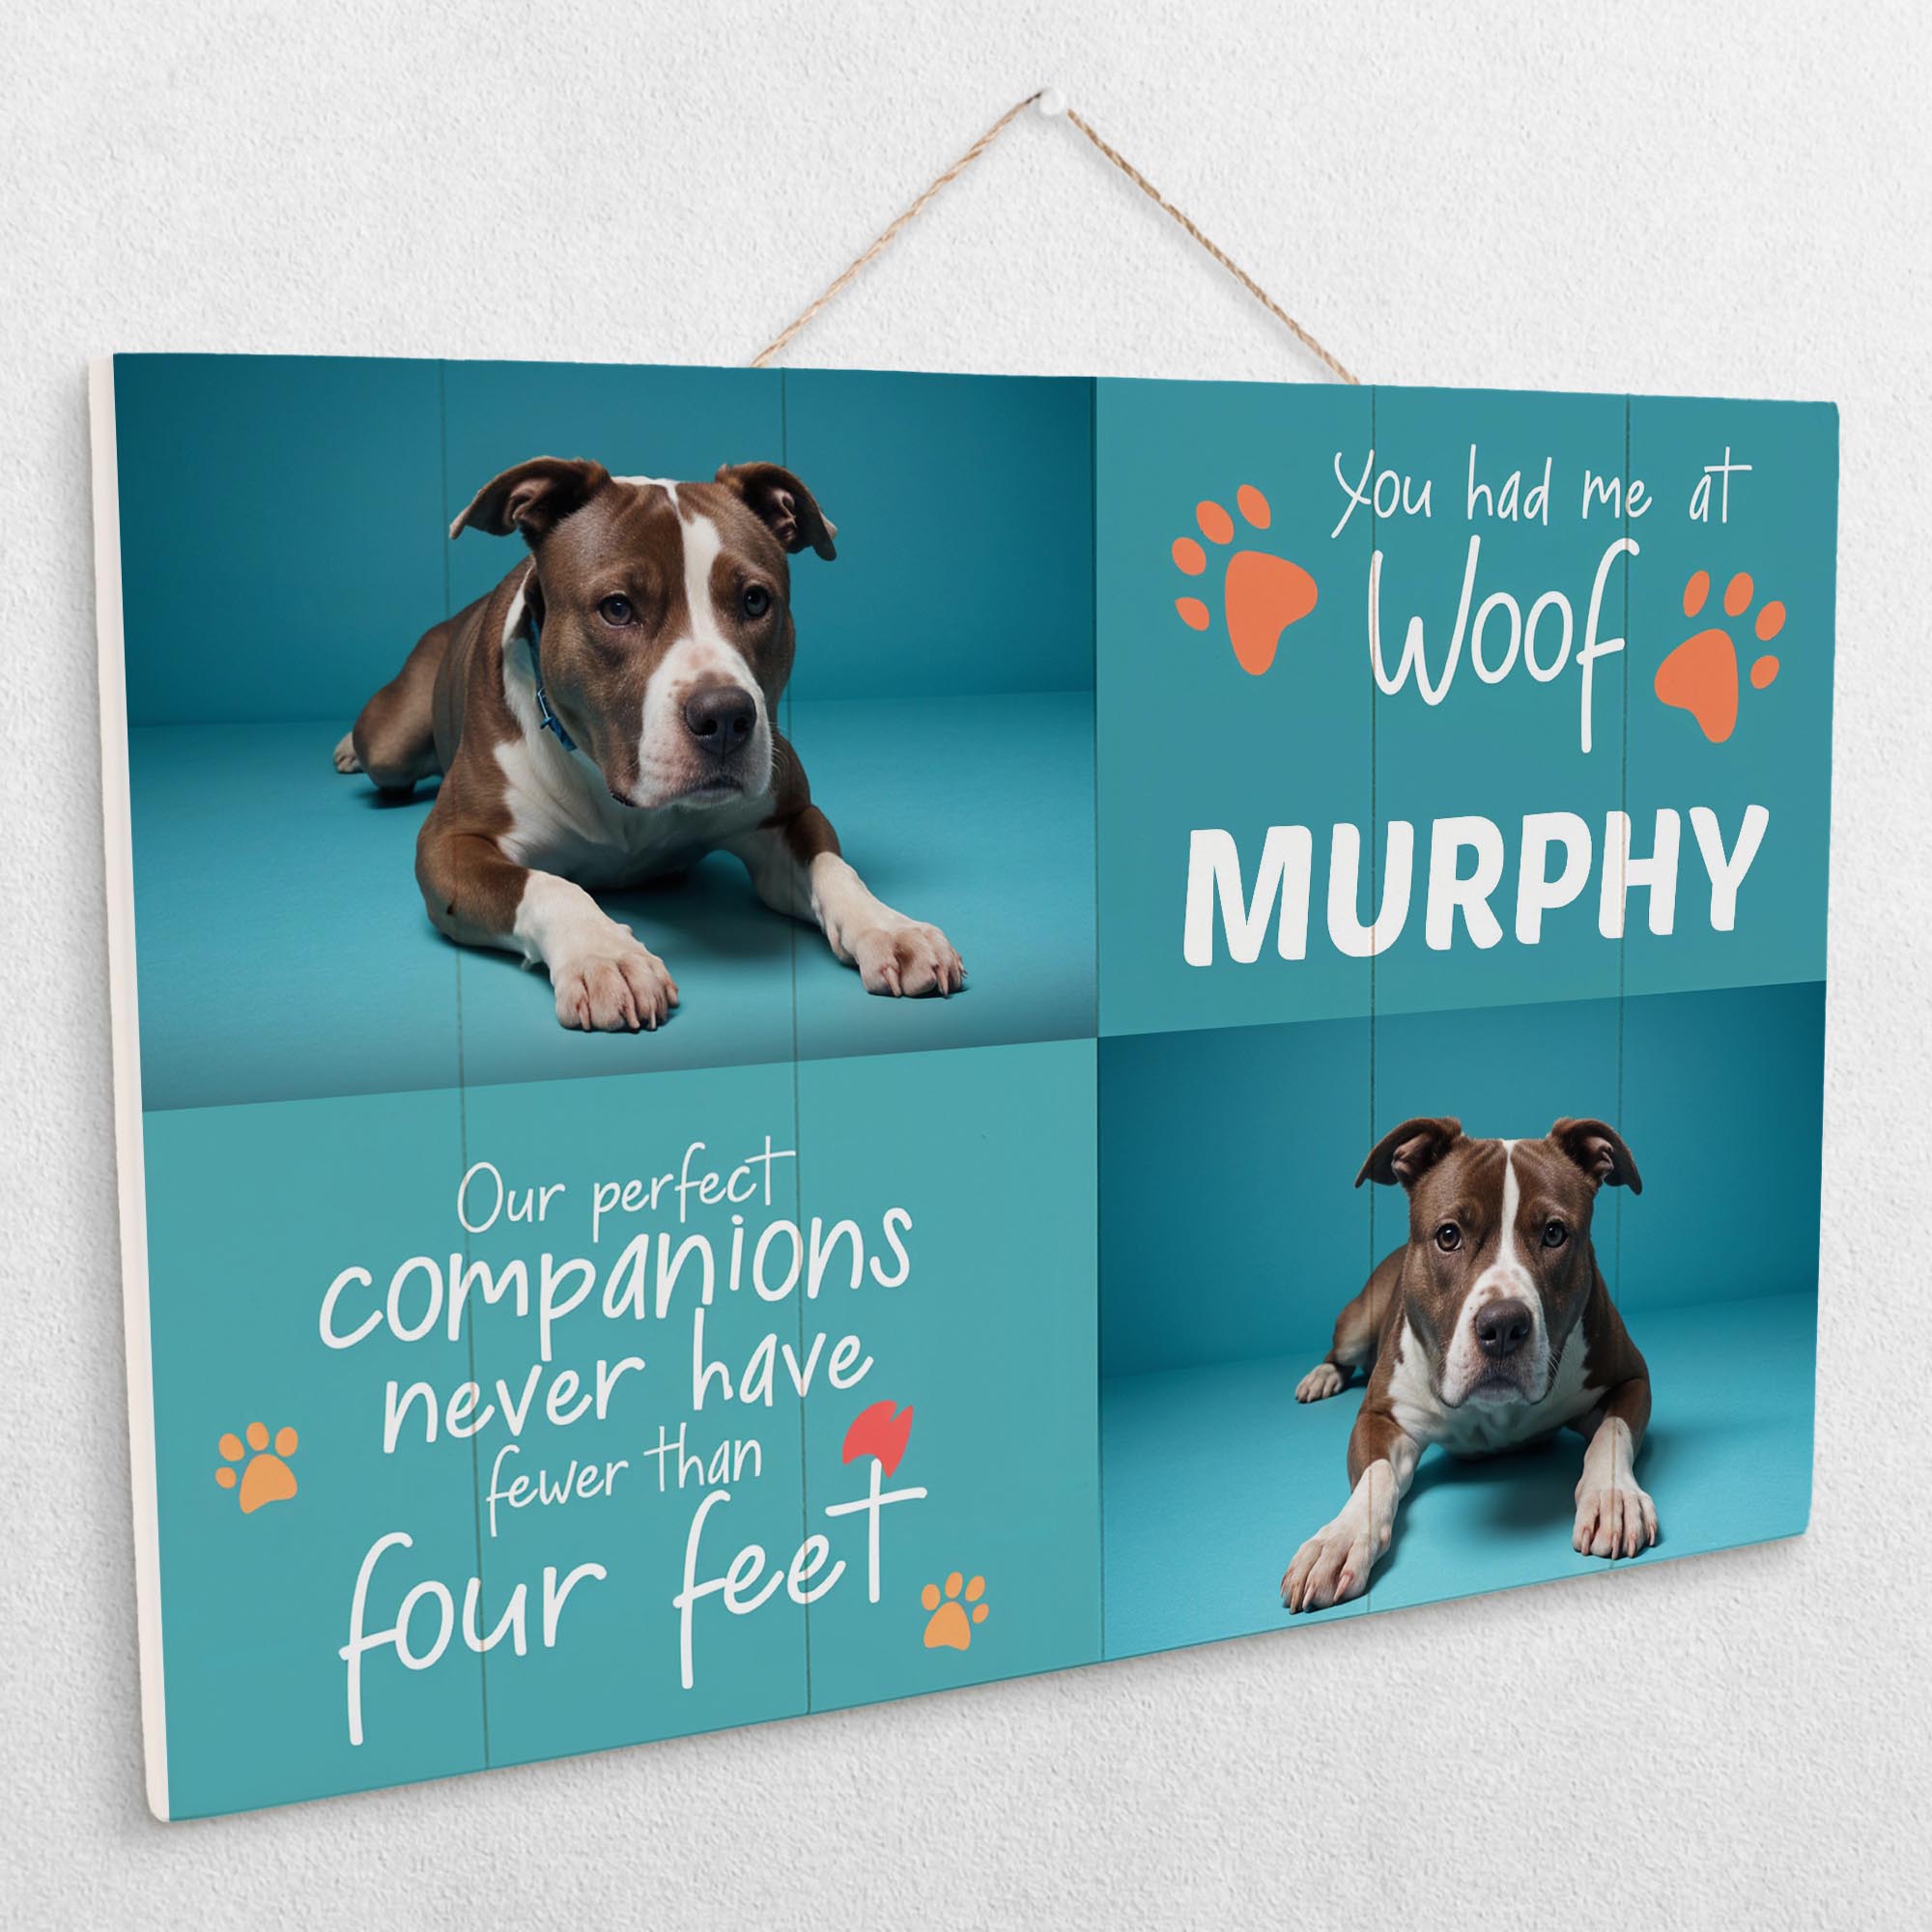 You had me at
Woof
MURPHY
Our perfect
companions
never have
fewer than
four feet